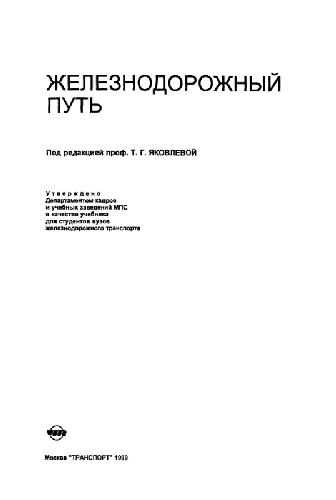 ЖЕЛЕЗНОДОРОЖНЫЙ
ПУТЬ
Под редакцией проф. Т. Г. ЯКОВЛЕВОЙ
Утверждено
Департаментом кадров
и учебных заведений МПС
в качестве учебника
для студентов вузов
железнодорожного транспорта
Москва "ТРАНСПОРТ" 1999